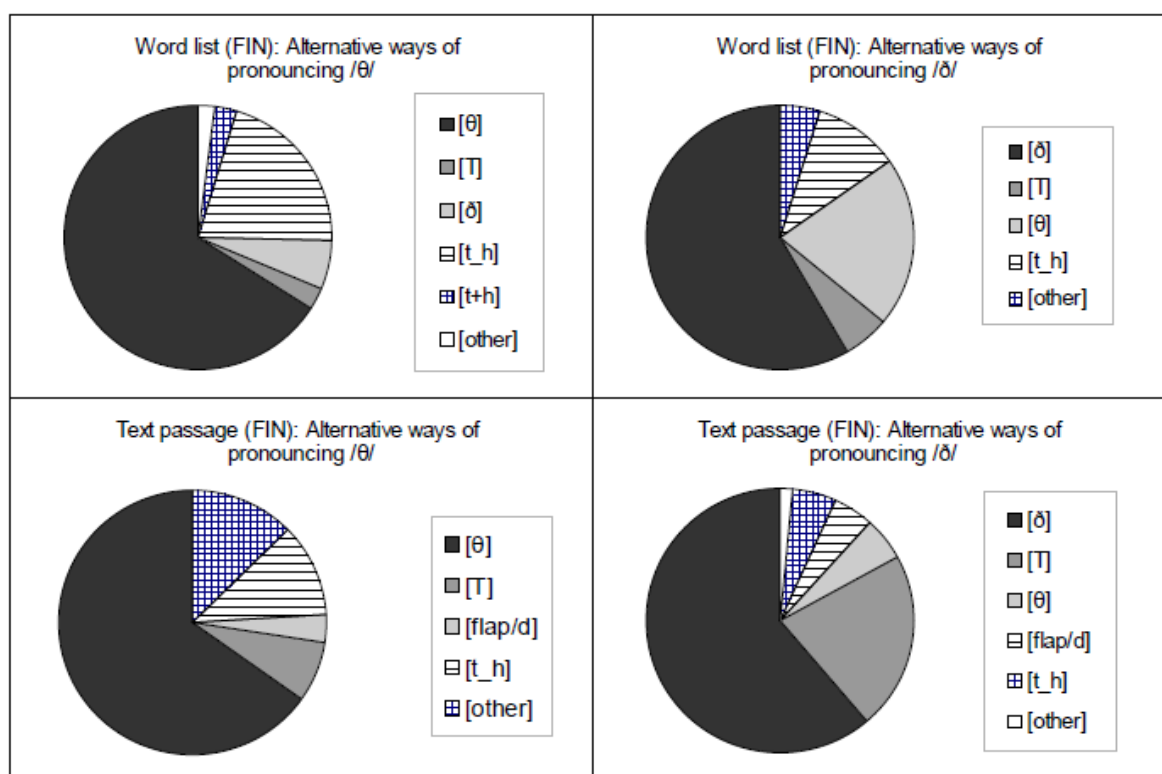 Word list (FIN): Alternative ways of
pronouncing /θ/
[θ]
[T]
[ð]
[t_h]
[t+h]
[other]
Word list (FIN): Alternative ways of
pronouncing /ð/
[ð]
[T]
[θ]
[t_h]
[other]
Text passage (FIN): Alternative ways of
pronouncing /θ/
[θ]
[T]
[flap/d]
[t_h]
[other]
Text passage (FIN): Alternative ways of
pronouncing /ð/
[ð]
[T]
[θ]
[flap/d]
[t_h]
[other]